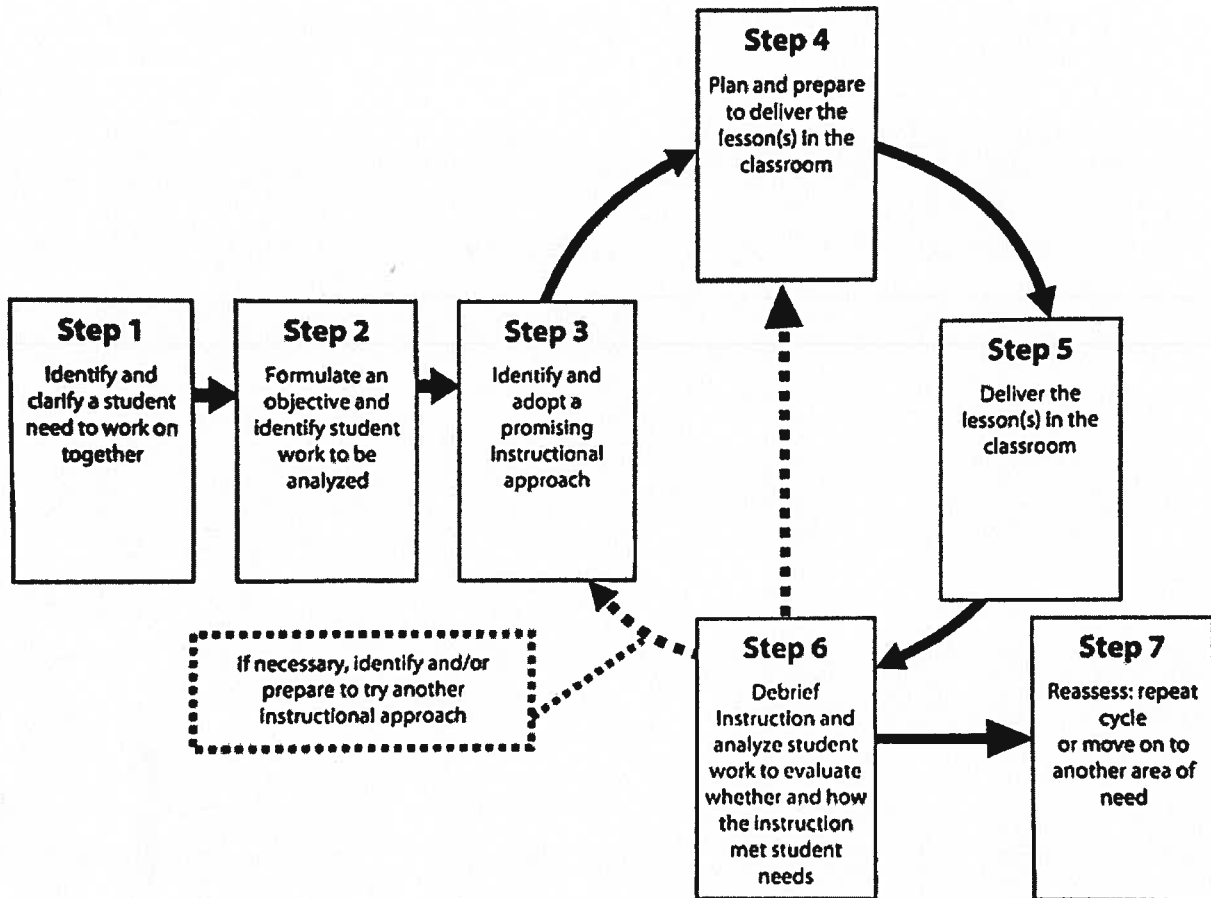 Step 1
Identify and
clarify a student
need to work on
together
Step 2
Formulate an
objective and
identify student
work to be
analyzed
Step 3
Identify and
adopt a
promising
instructional
approach
Step 4
Plan and prepare
to deliver the
lesson(s) in the
classroom
Step 5
Deliver the
lesson(s) in the
classroom
If necessary, identify and/or
prepare to try another
instructional approach
Step 6
Debrief
Instruction and
analyze student
work to evaluate
whether and how
the instruction
met student
needs
Step 7
Reassess: repeat
cycle
or move on to
another area of
need